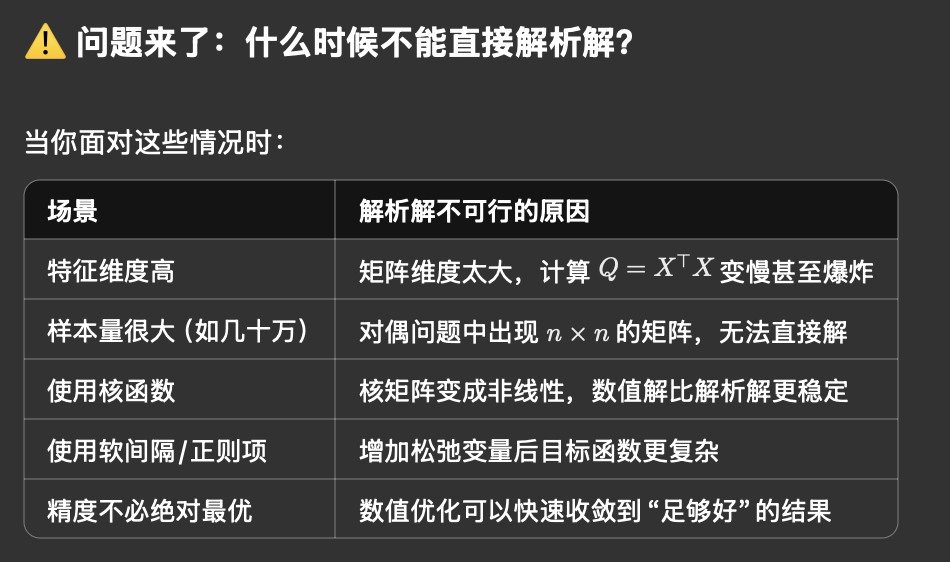 ⚠️ 问题来了：什么时候不能直接解析解？
当你面对这些情况时：
场景 解析解不可行的原因
特征维度高 矩阵维度太大，计算 Q = X⊤X 变慢甚至爆炸
样本量很大（如几十万） 对偶问题中出现 n × n 的矩阵，无法直接解
使用核函数 核矩阵变成非线性，数值解比解析解更稳定
使用软间隔/正则项 增加松弛变量后目标函数更复杂
精度不必绝对最优 数值优化可以快速收敛到“足够好”的结果